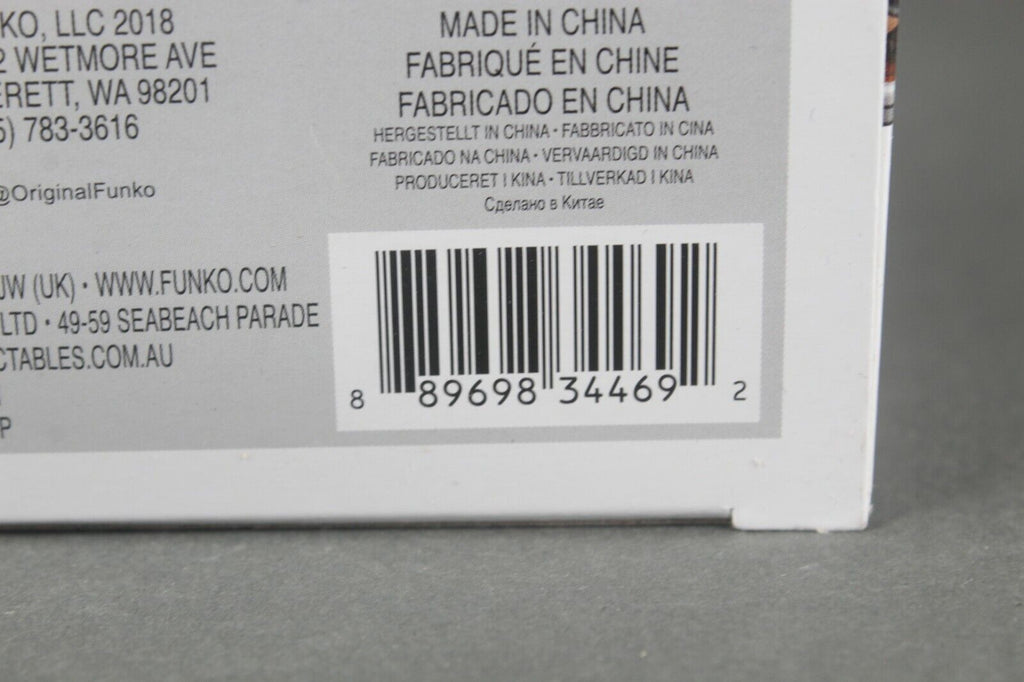 KO, LLC 2018
2 WETMORE AVE
ERETT, WA 98201
5) 783-3616
@OriginalFunko
UW (UK) • WWW.FUNKO.COM
LTD • 49-59 SEABEACH PARADE
CTABLES.COM.AU
P
MADE IN CHINA
FABRIQUÉ EN CHINE
FABRICADO EN CHINA
HERGESTELLT IN CHINA • FABBRICATO IN CINA
FABRICADO NA CHINA • VERVAARDIGD IN CHINA
PRODUCERET I KINA • TILLVERKAD I KINA
Сделано в Китае
8 89698 34469 2